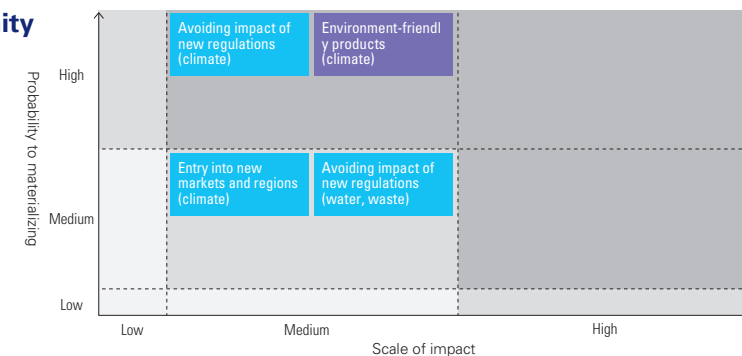 ity
Avoiding impact of
new regulations
(climate)
Environment-friendl
y products
(climate)
High
Probability to materializing
Entry into new
markets and regions
(climate)
Avoiding impact of
new regulations
(water, waste)
Medium
Low
Low
Medium
High
Scale of impact